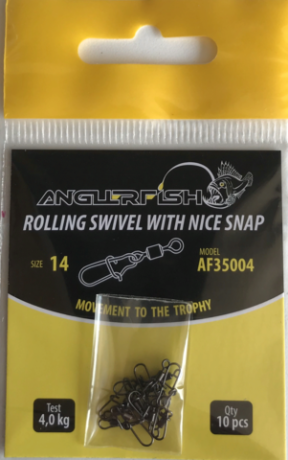 ANGLERFISH
ROLLING SWIVEL WITH NICE SNAP
SIZE 14
MODEL
AF35004
MOVEMENT TO THE TROPHY
Test
4,0 kg
Qty
10 pcs